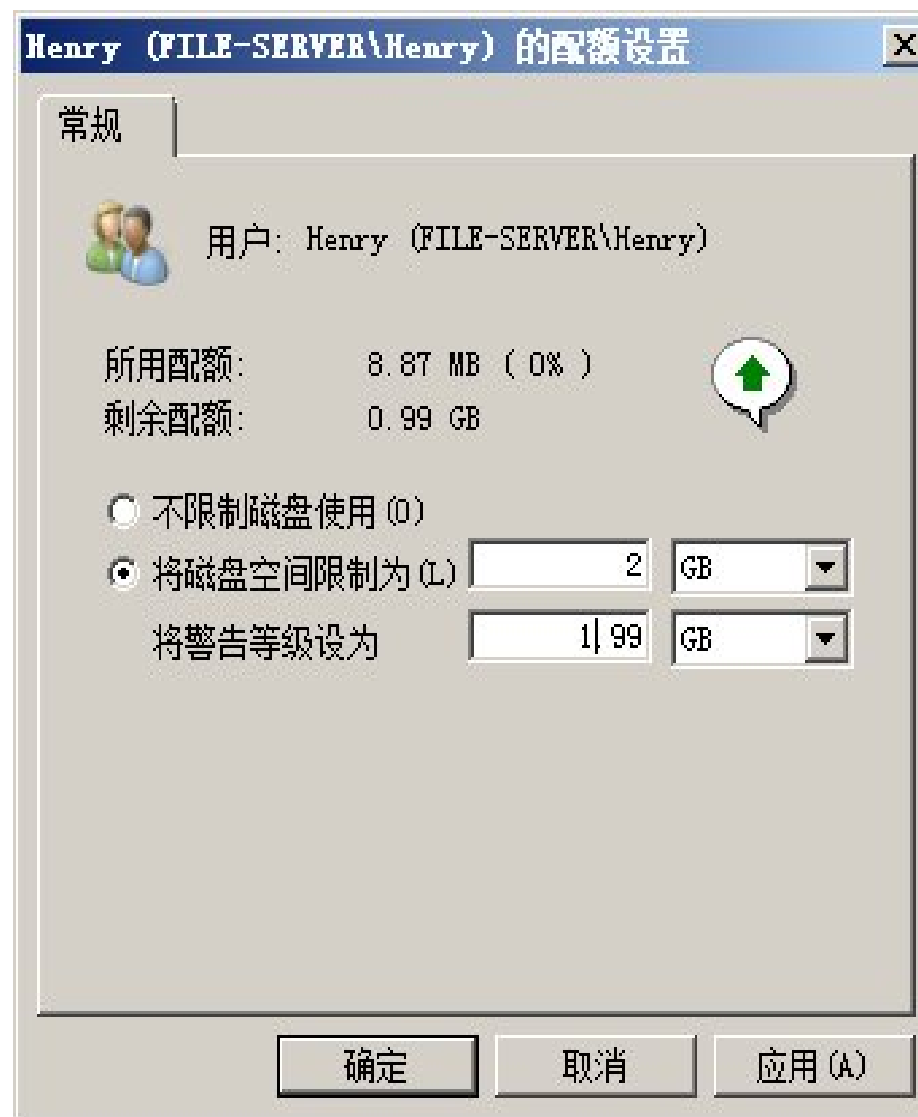 Henry (FILE-SERVER\Henry) 的配额设置
常规
用户: Henry (FILE-SERVER\Henry)
所用配额: 8.87 MB ( 0% )
剩余配额: 0.99 GB
不限制磁盘使用(O)
将磁盘空间限制为(L) 2 GB
将警告等级设为 1.99 GB
确定 取消 应用(A)